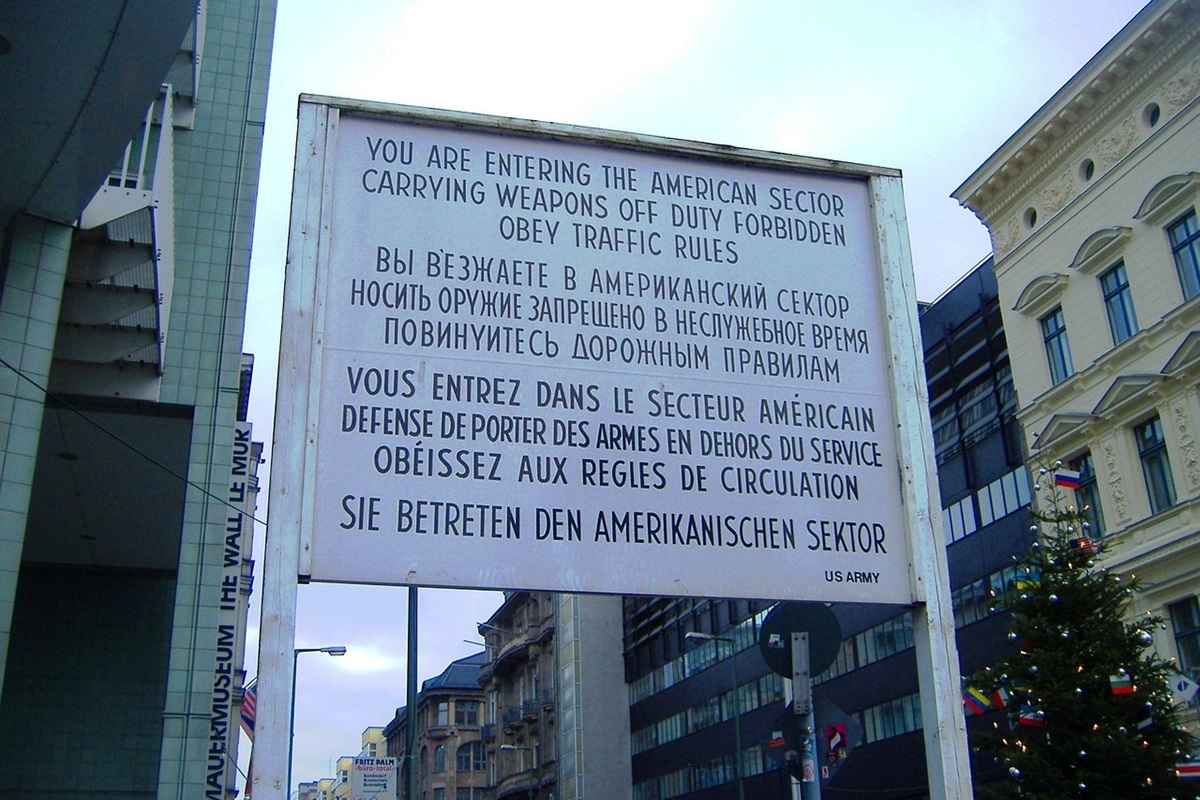 YOU ARE ENTERING THE AMERICAN SECTOR
CARRYING WEAPONS OFF DUTY FORBIDDEN
OBEY TRAFFIC RULES
ВЫ В'ЕЗЖАЕТЕ В АМЕРИКАНСКИЙ СЕКТОР
НОСИТЬ ОРУЖИЕ ЗАПРЕЩЕНО В НЕСЛУЖЕБНОЕ ВРЕМЯ
ПОВИНУИТЕСЬ ДОРОЖНЫМ ПРАВИЛАМ
VOUS ENTREZ DANS LE SECTEUR AMÉRICAIN
DEFENSE DE PORTER DES ARMES EN DEHORS DU SERVICE
OBÉISSEZ AUX REGLES DE CIRCULATION
SIE BETRETEN DEN AMERIKANISCHEN SEKTOR
US ARMY
MAUERMUSEUM THE WALL LE MUR
FRITZ PALM
büro-total